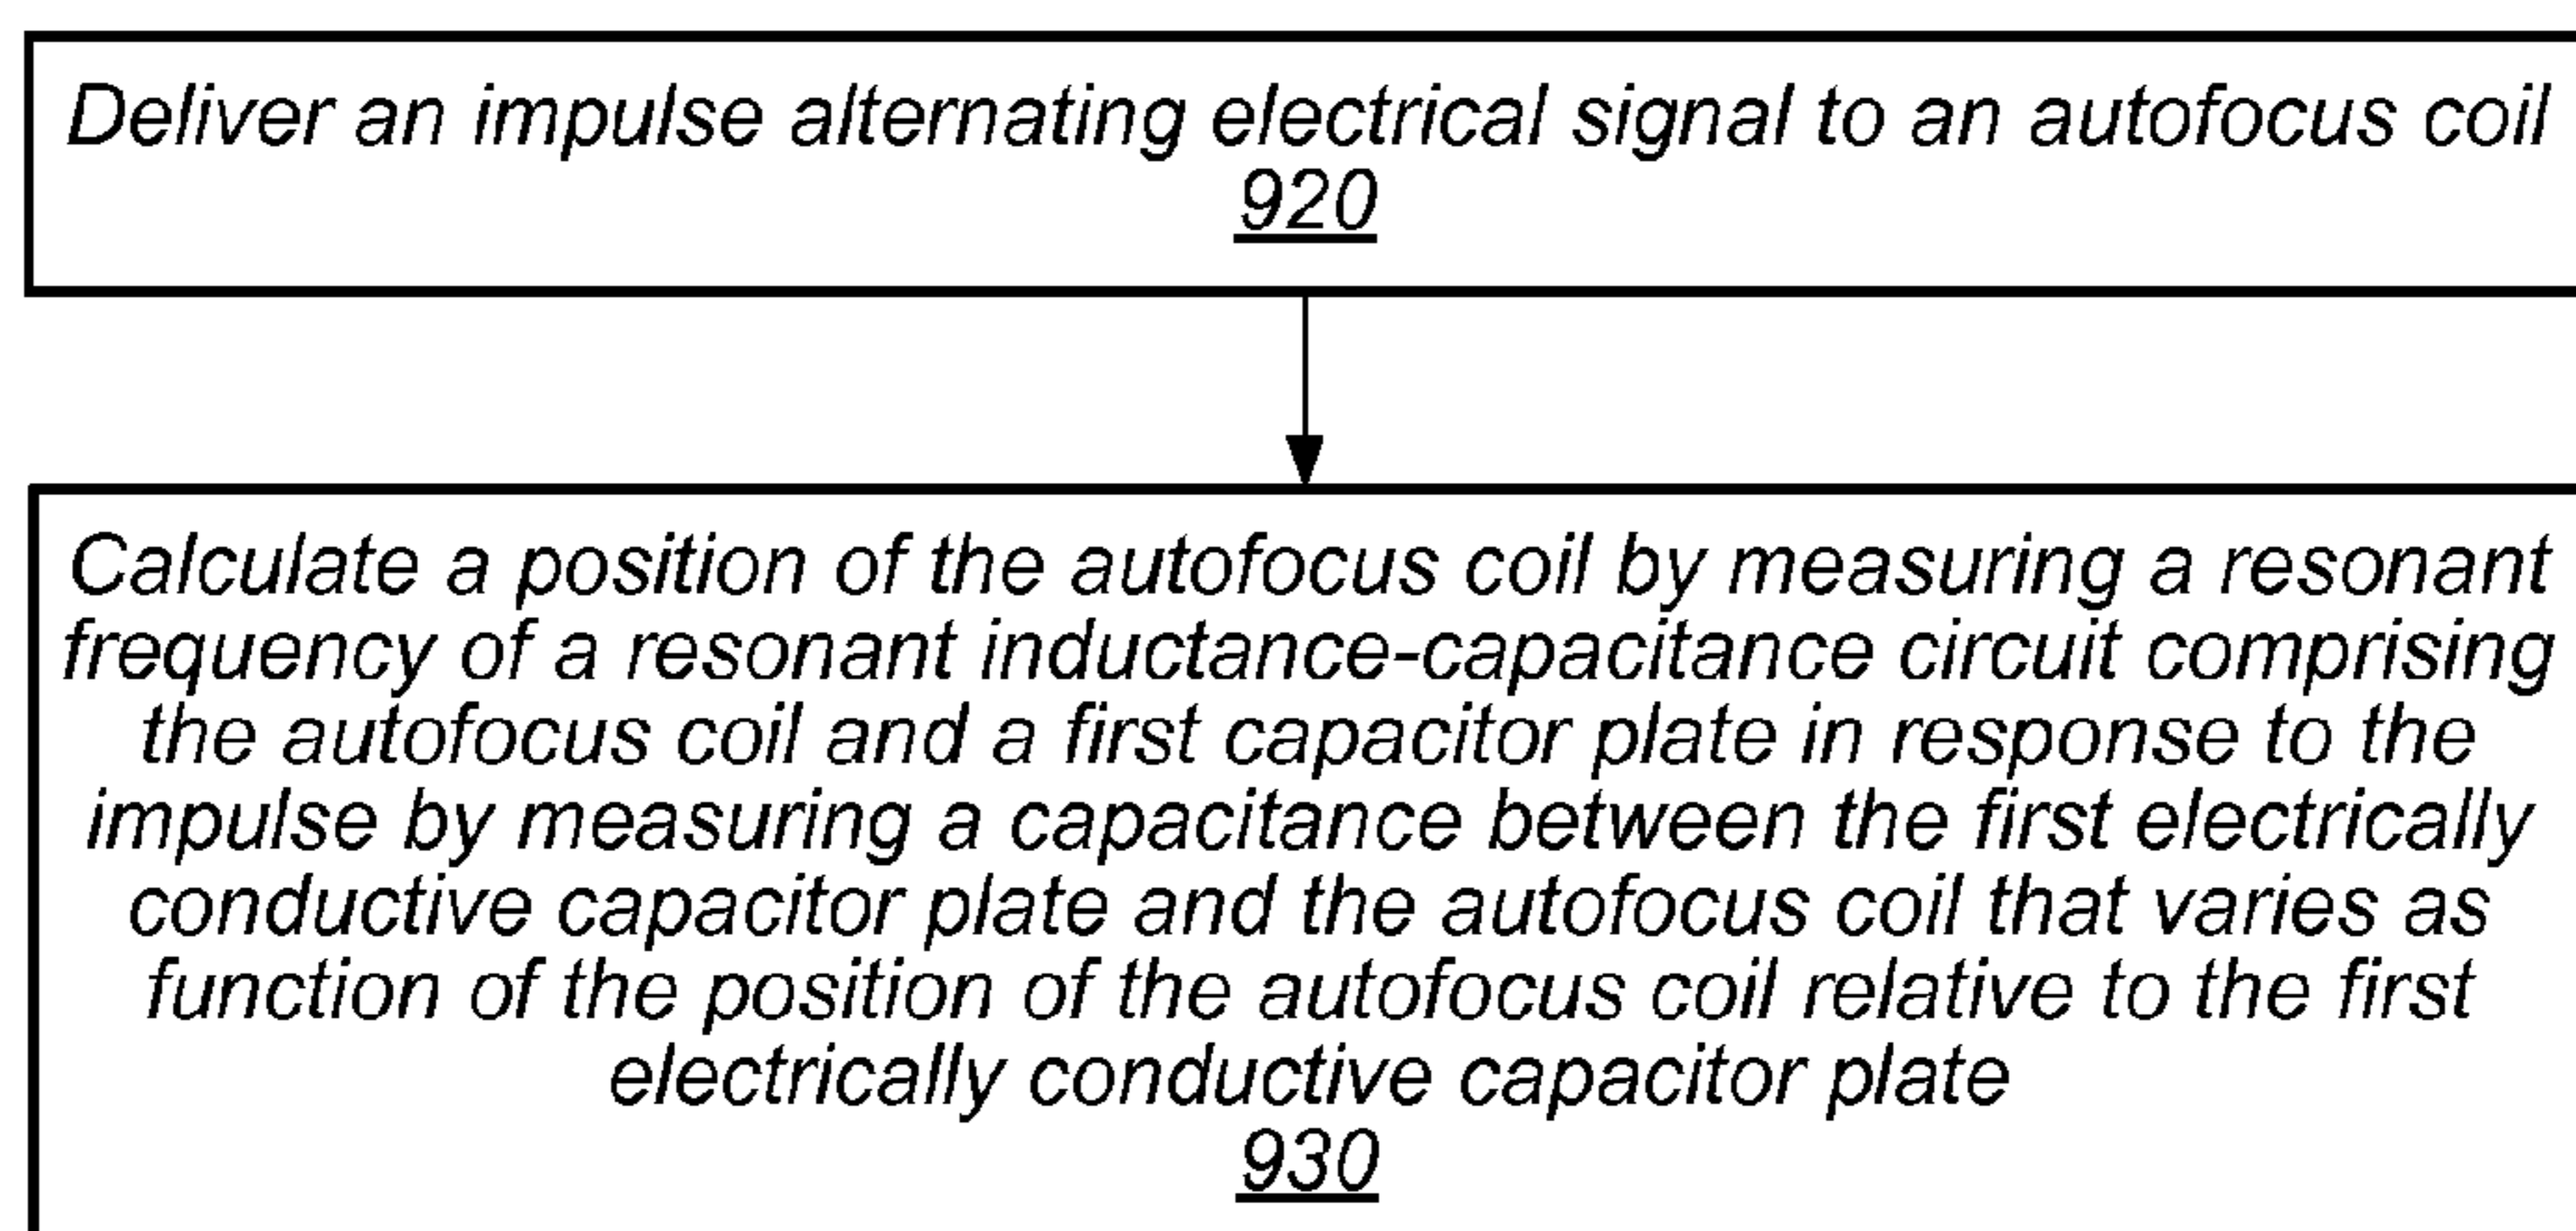 Deliver an impulse alternating electrical signal to an autofocus coil
920
Calculate a position of the autofocus coil by measuring a resonant
frequency of a resonant inductance-capacitance circuit comprising
the autofocus coil and a first capacitor plate in response to the
impulse by measuring a capacitance between the first electrically
conductive capacitor plate and the autofocus coil that varies as
function of the position of the autofocus coil relative to the first
electrically conductive capacitor plate
930